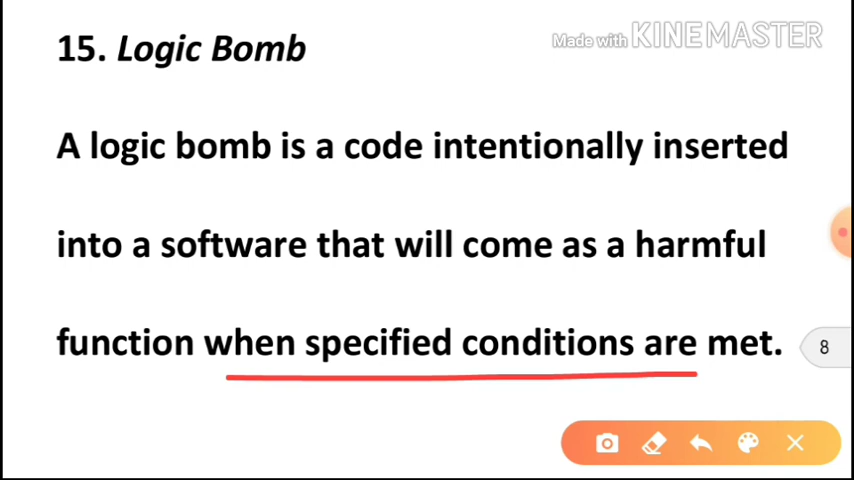 15. Logic Bomb
Made with KINEMASTER
A logic bomb is a code intentionally inserted
into a software that will come as a harmful
function when specified conditions are met.
8